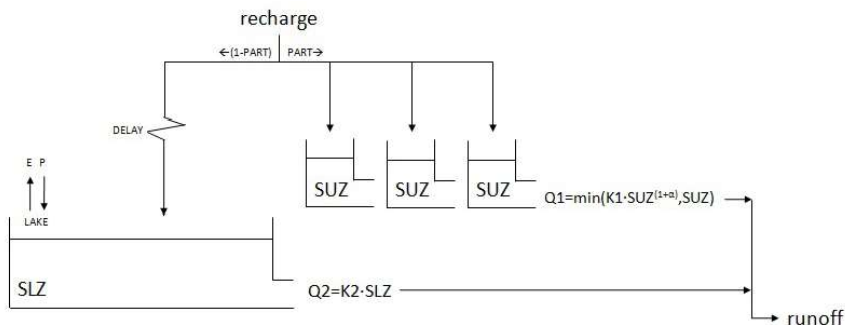 recharge
←(1-PART) PART→
DELAY
E P
LAKE
SUZ SUZ SUZ
Q1=min(K1·SUZ^(1+α),SUZ)
SLZ
Q2=K2·SLZ
runoff